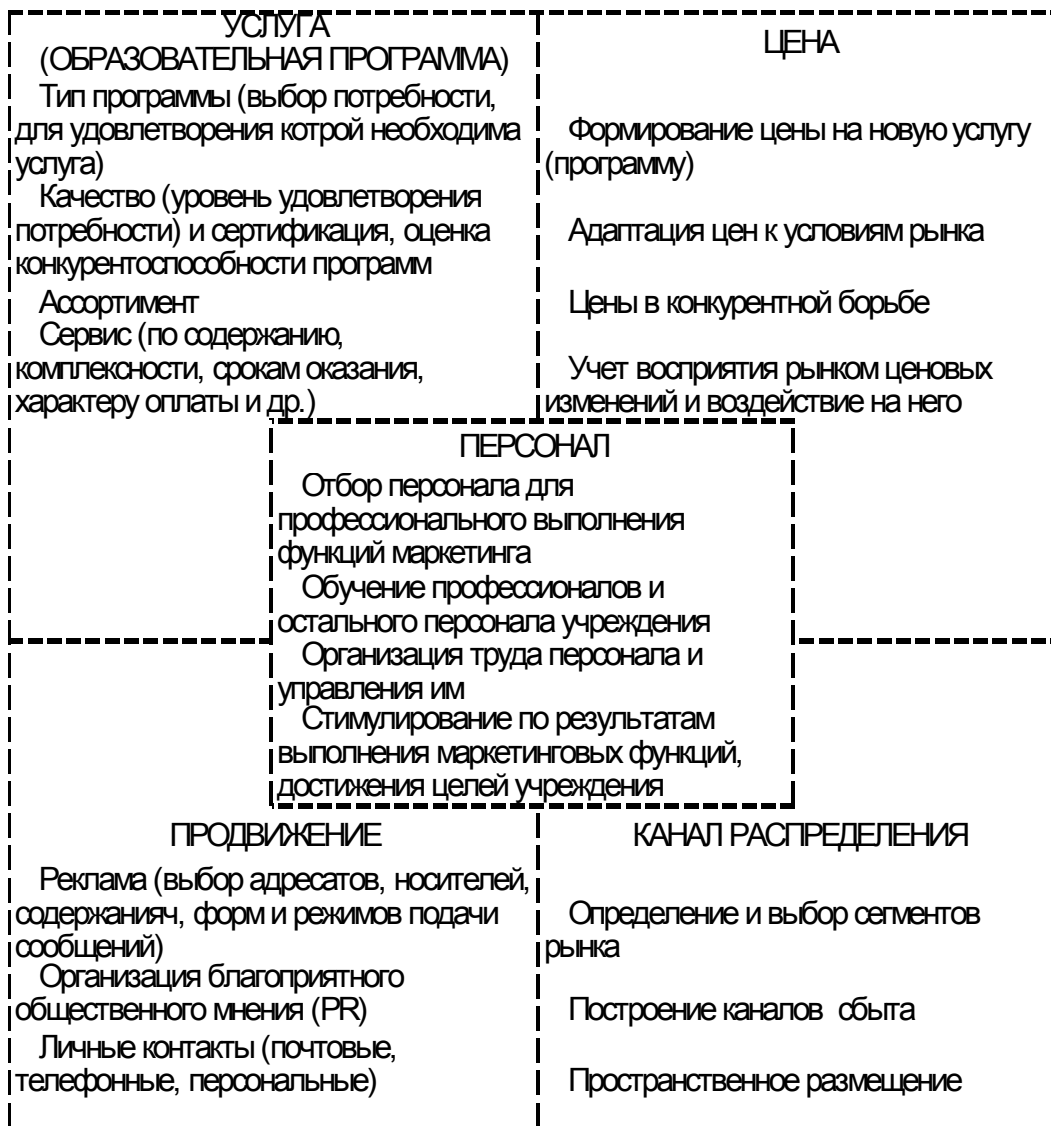 УСЛУГА
(ОБРАЗОВАТЕЛЬНАЯ ПРОГРАММА)
Тип программы (выбор потребности,
для удовлетворения котрой необходима
услуга)
Качество (уровень удовлетворения
потребности) и сертификация, оценка
конкурентоспособности программ
Ассортимент
Сервис (по содержанию,
комплексности, срокам оказания,
характеру оплаты и др.)
ЦЕНА
Формирование цены на новую услугу
(программу)
Адаптация цен к условиям рынка
Цены в конкурентной борьбе
Учет восприятия рынком ценовых
изменений и воздействие на него
ПЕРСОНАЛ
Отбор персонала для
профессионального выполнения
функций маркетинга
Обучение профессионалов и
остального персонала учреждения
Организация труда персонала и
управления им
Стимулирование по результатам
выполнения маркетинговых функций,
достижения целей учреждения
ПРОДВИЖЕНИЕ
Реклама (выбор адресатов, носителей,
содержанияч, форм и режимов подачи
сообщений)
Организация благоприятного
общественного мнения (PR)
Личные контакты (почтовые,
телефонные, персональные)
КАНАЛ РАСПРЕДЕЛЕНИЯ
Определение и выбор сегментов
рынка
Построение каналов сбыта
Пространственное размещение